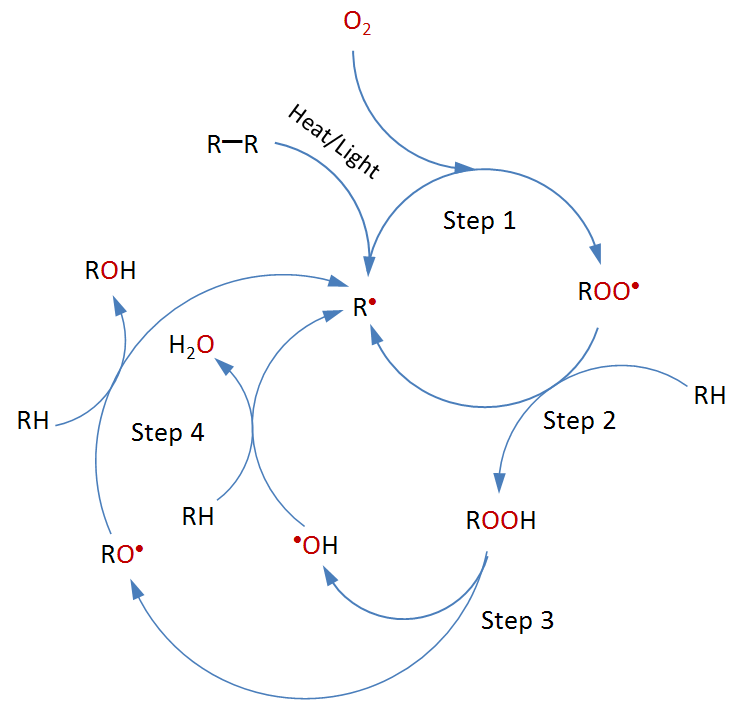 O₂
R−R
Heat/Light
Step 1
ROH
R•
ROO•
H₂O
RH
Step 4
Step 2
RH
RH
ROOH
RO•
•OH
Step 3